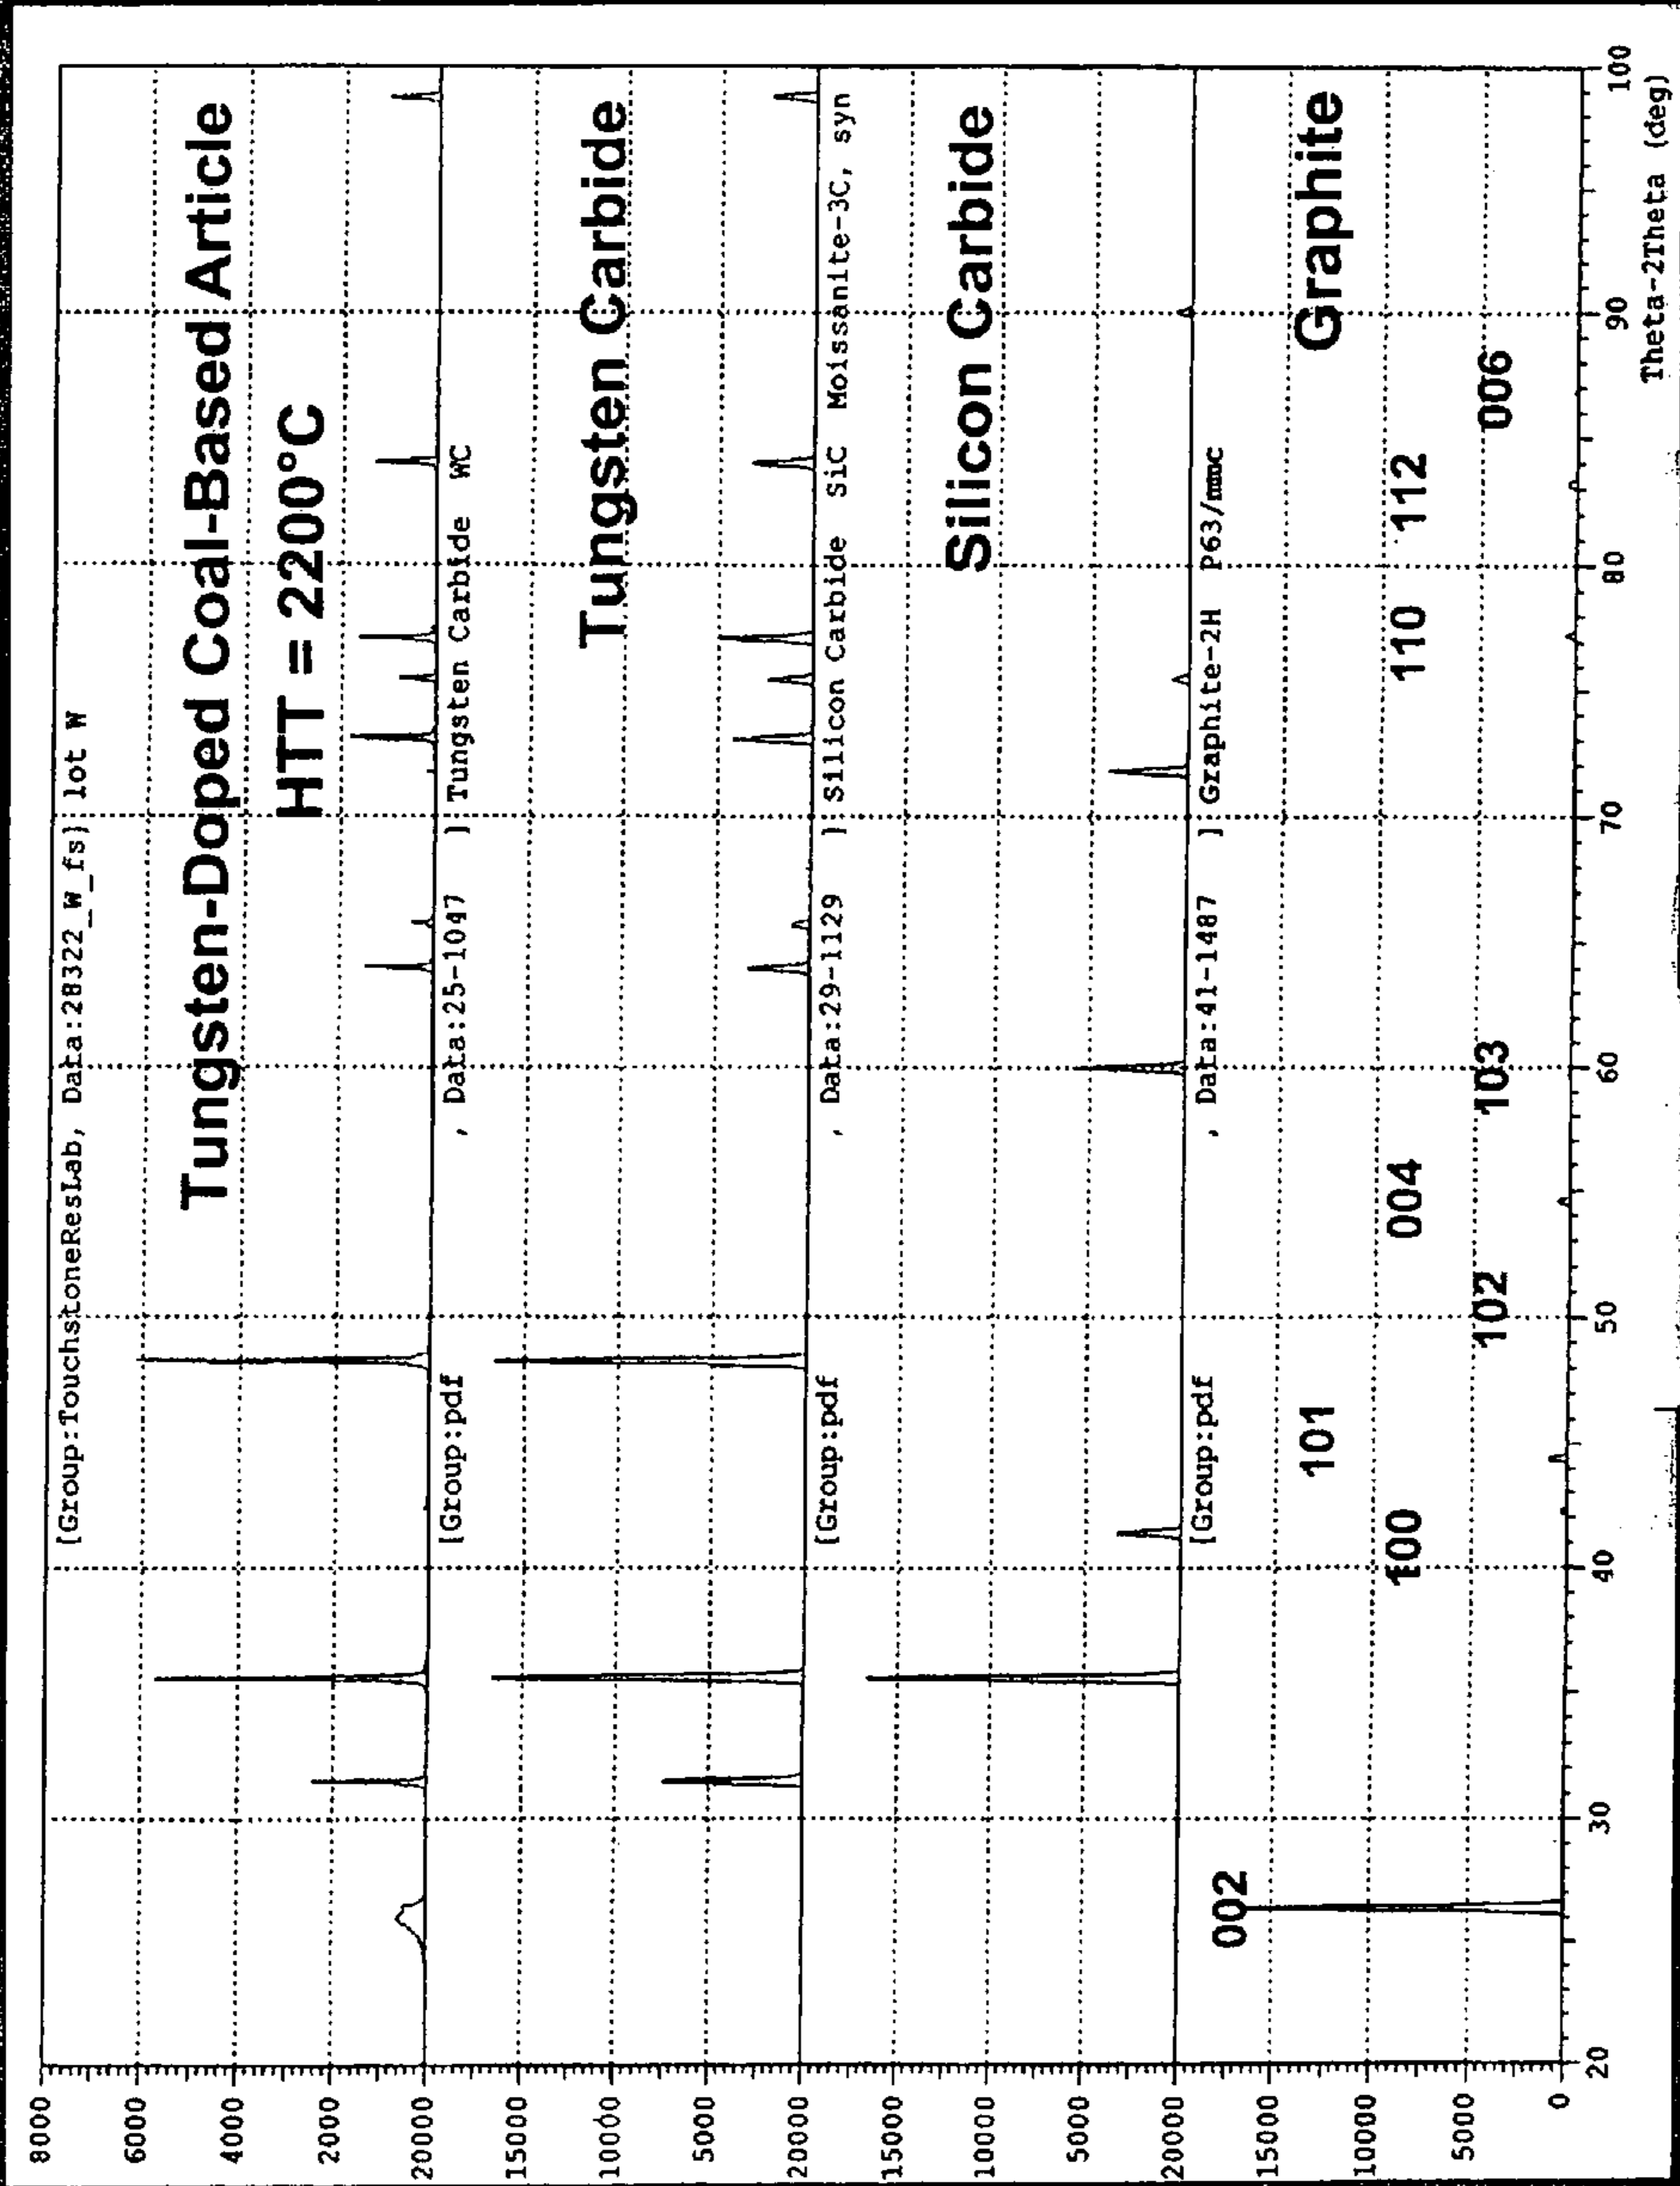 [Group:TouchstoneResLab, Data:28322_W_fs] lot W
Tungsten-Doped Coal-Based Article
HTT = 2200°C
8000
6000
4000
2000
[Group:pdf , Data:25-1047 ] Tungsten Carbide WC
Tungsten Carbide
20000
15000
10000
5000
[Group:pdf , Data:29-1129 ] Silicon Carbide SiC Moissanite-3C, syn
Silicon Carbide
20000
15000
10000
5000
[Group:pdf , Data:41-1487 ] Graphite-2H P63/mmc
Graphite
20000
15000
10000
5000
0
002
101
100 004 110 112
102 103 006
20 30 40 50 60 70 80 90 100
Theta-2Theta (deg)